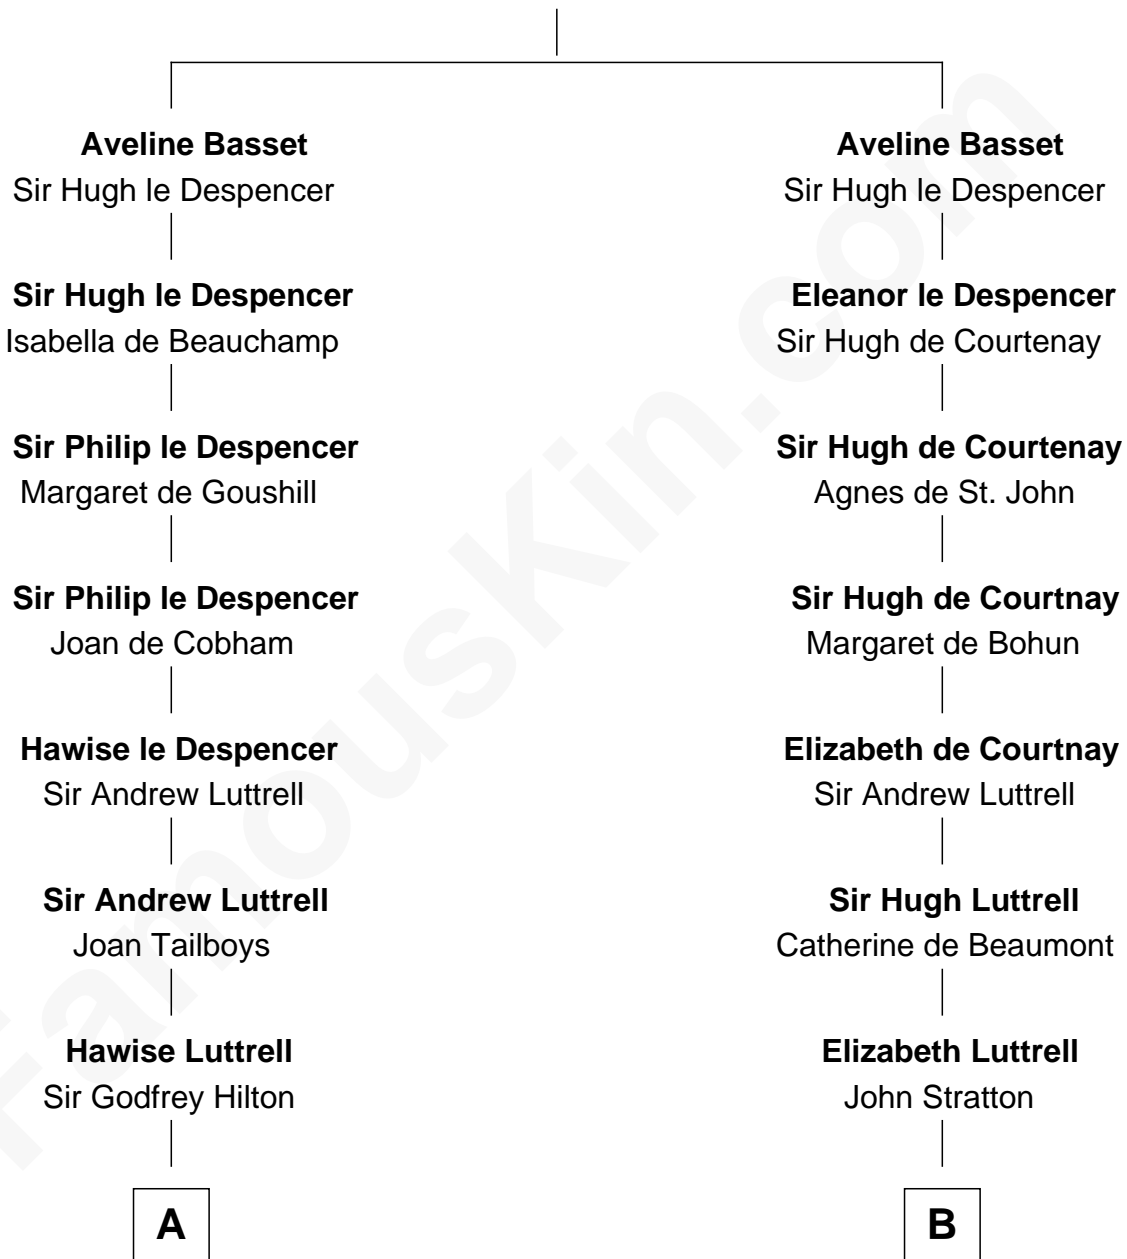 Aveline Basset
Sir Hugh le Despencer
Sir Hugh le Despencer
Isabella de Beauchamp
Sir Philip le Despencer
Margaret de Goushill
Sir Philip le Despencer
Joan de Cobham
Hawise le Despencer
Sir Andrew Luttrell
Sir Andrew Luttrell
Joan Tailboys
Hawise Luttrell
Sir Godfrey Hilton
A
Aveline Basset
Sir Hugh le Despencer
Eleanor le Despencer
Sir Hugh de Courtenay
Sir Hugh de Courtenay
Agnes de St. John
Sir Hugh de Courtnay
Margaret de Bohun
Elizabeth de Courtnay
Sir Andrew Luttrell
Sir Hugh Luttrell
Catherine de Beaumont
Elizabeth Luttrell
John Stratton
B
FamousKin.com